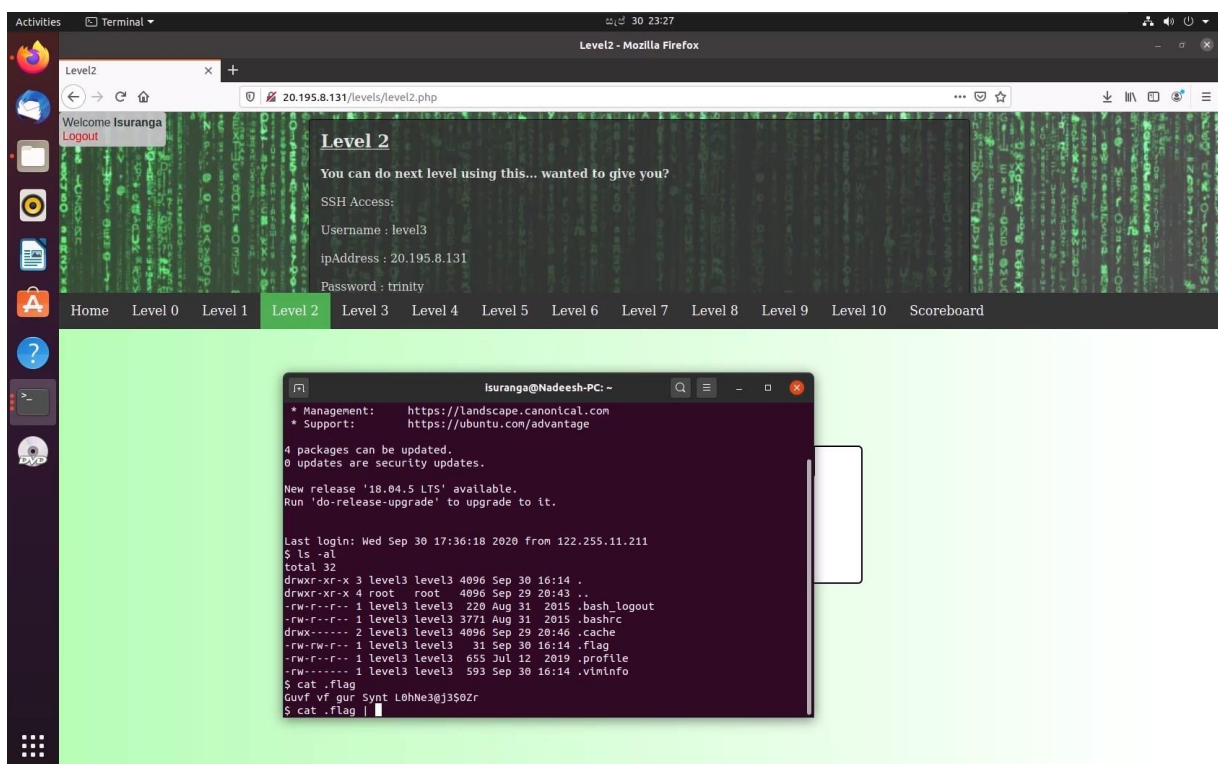 Activities Terminal සැප් 30 23:27
Level2 - Mozilla Firefox
Level2
20.195.8.131/levels/level2.php
Welcome Isuranga
Logout
Level 2
You can do next level using this... wanted to give you?
SSH Access:
Username : level3
ipAddress : 20.195.8.131
Password : trinity
Home Level 0 Level 1 Level 2 Level 3 Level 4 Level 5 Level 6 Level 7 Level 8 Level 9 Level 10 Scoreboard
isuranga@Nadeesh-PC: ~
* Management: https://landscape.canonical.com
* Support: https://ubuntu.com/advantage
4 packages can be updated.
0 updates are security updates.
New release '18.04.5 LTS' available.
Run 'do-release-upgrade' to upgrade to it.
Last login: Wed Sep 30 17:36:18 2020 from 122.255.11.211
$ ls -al
total 32
drwxr-xr-x 3 level3 level3 4096 Sep 30 16:14 .
drwxr-xr-x 4 root root 4096 Sep 29 20:43 ..
-rw-r--r-- 1 level3 level3 220 Aug 31 2015 .bash_logout
-rw-r--r-- 1 level3 level3 3771 Aug 31 2015 .bashrc
drwx------ 2 level3 level3 4096 Sep 29 20:46 .cache
-rw-rw-r-- 1 level3 level3 31 Sep 30 16:14 .flag
-rw-r--r-- 1 level3 level3 655 Jul 12 2019 .profile
-rw------- 1 level3 level3 593 Sep 30 16:14 .viminfo
$ cat .flag
Guvf vf gur Synt L0hNe3@j3$0Zr
$ cat .flag |
DVD